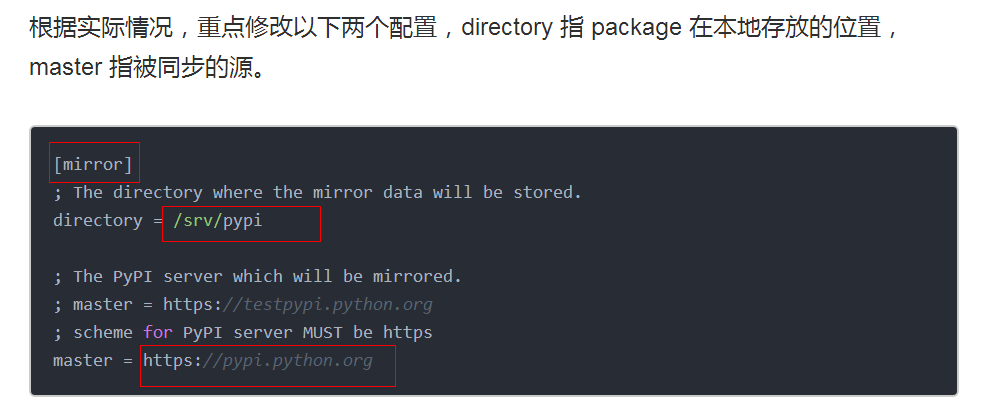 根据实际情况，重点修改以下两个配置，directory 指 package 在本地存放的位置，
master 指被同步的源。
[mirror]
; The directory where the mirror data will be stored.
directory = /srv/pypi
; The PyPI server which will be mirrored.
; master = https://testpypi.python.org
; scheme for PyPI server MUST be https
master = https://pypi.python.org